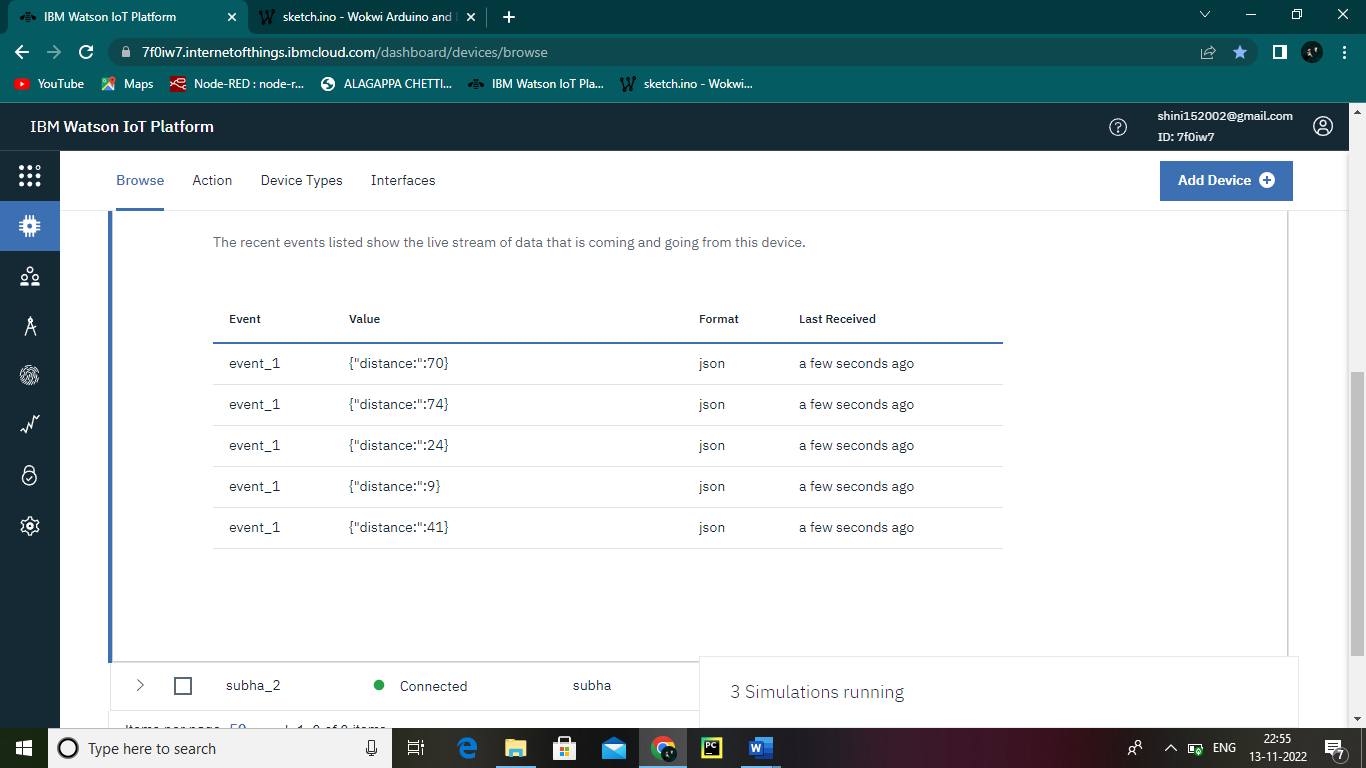 IBM Watson IoT Platform
sketch.ino - Wokwi Arduino and
7f0iw7.internetofthings.ibmcloud.com/dashboard/devices/browse
YouTube Maps Node-RED : node-r... ALAGAPPA CHETTI... IBM Watson IoT Pla... sketch.ino - Wokwi...
IBM Watson IoT Platform
shini152002@gmail.com
ID: 7f0iw7
Browse Action Device Types Interfaces Add Device
The recent events listed show the live stream of data that is coming and going from this device.
Event Value Format Last Received
event_1 {"distance:":70} json a few seconds ago
event_1 {"distance:":74} json a few seconds ago
event_1 {"distance:":24} json a few seconds ago
event_1 {"distance:":9} json a few seconds ago
event_1 {"distance:":41} json a few seconds ago
subha_2 Connected subha
3 Simulations running
Type here to search
ENG
22:55
13-11-2022
7